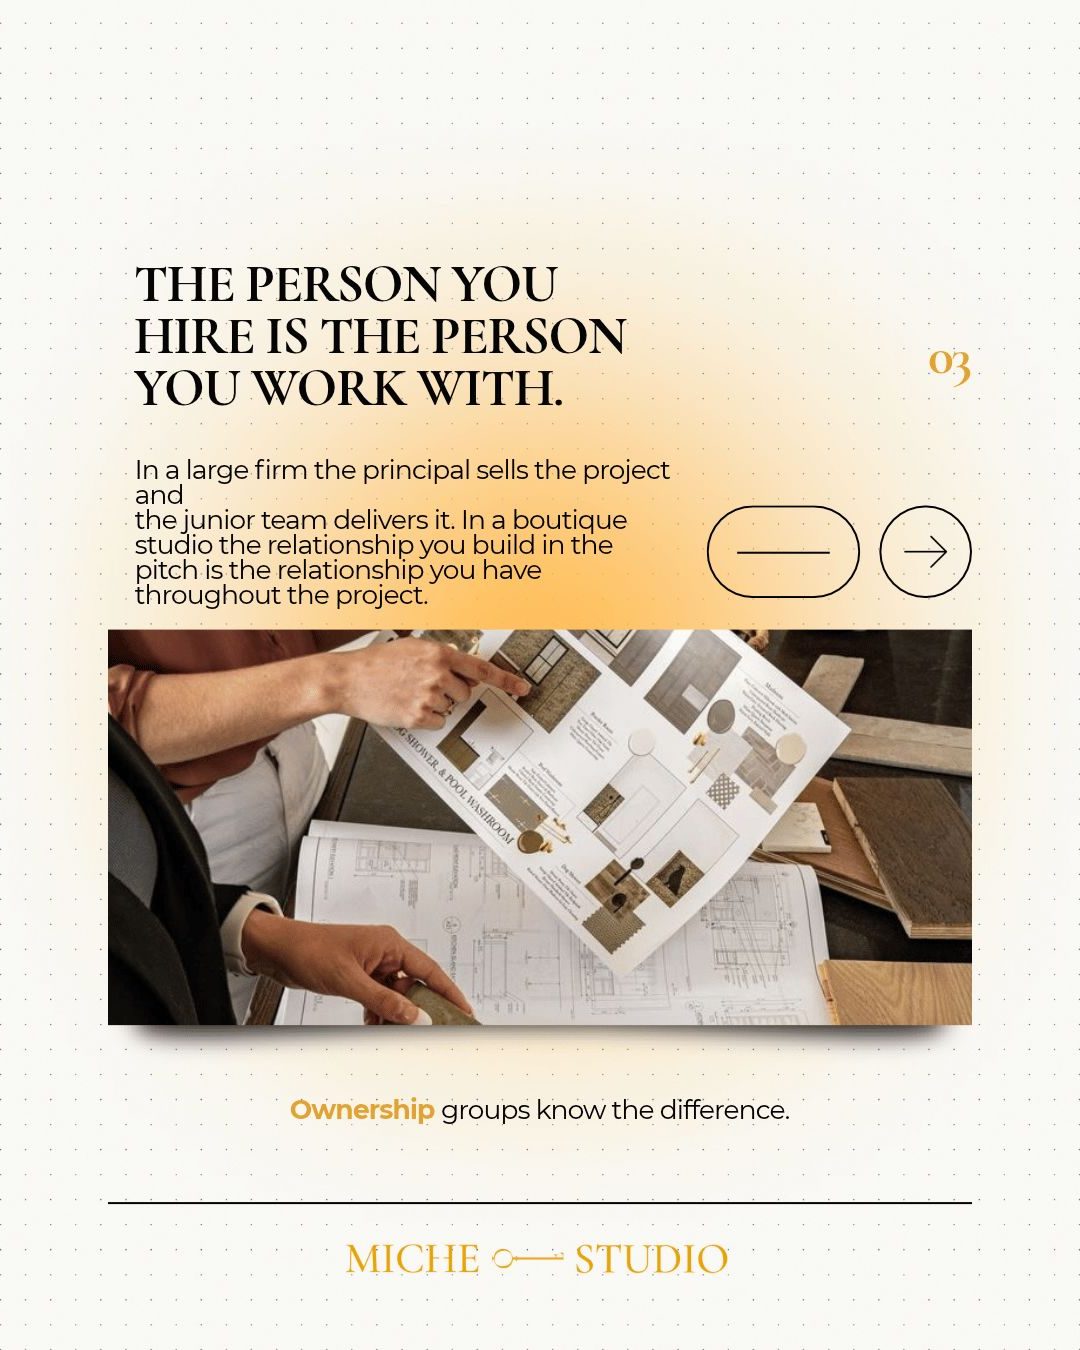 THE PERSON YOU
HIRE IS THE PERSON
YOU WORK WITH.
03
In a large firm the principal sells the project
and
the junior team delivers it. In a boutique
studio the relationship you build in the
pitch is the relationship you have
throughout the project.
SHOWER, & POOL WASHROOM
Ownership groups know the difference.
MICHE STUDIO